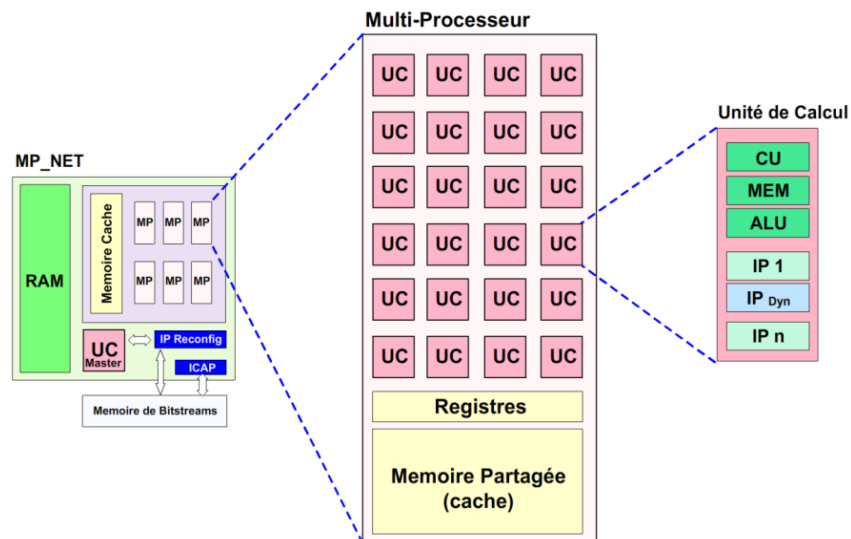 Multi-Processeur
UC UC UC UC
UC UC UC UC
UC UC UC UC
UC UC UC UC
UC UC UC UC
UC UC UC UC
Registres
Memoire Partagée
(cache)
MP_NET
RAM
Memoire Cache
MP MP MP
MP MP MP
UC
Master
IP Reconfig
ICAP
Memoire de Bitstreams
Unité de Calcul
CU
MEM
ALU
IP 1
IP Dyn
IP n